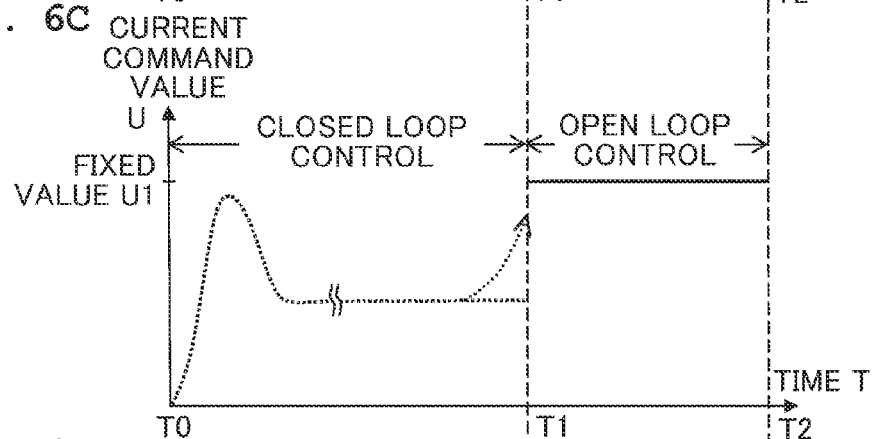 . 6C
CURRENT
COMMAND
VALUE
U
CLOSED LOOP
CONTROL
OPEN LOOP
CONTROL
FIXED
VALUE U1
TIME T
T0
T1
T2